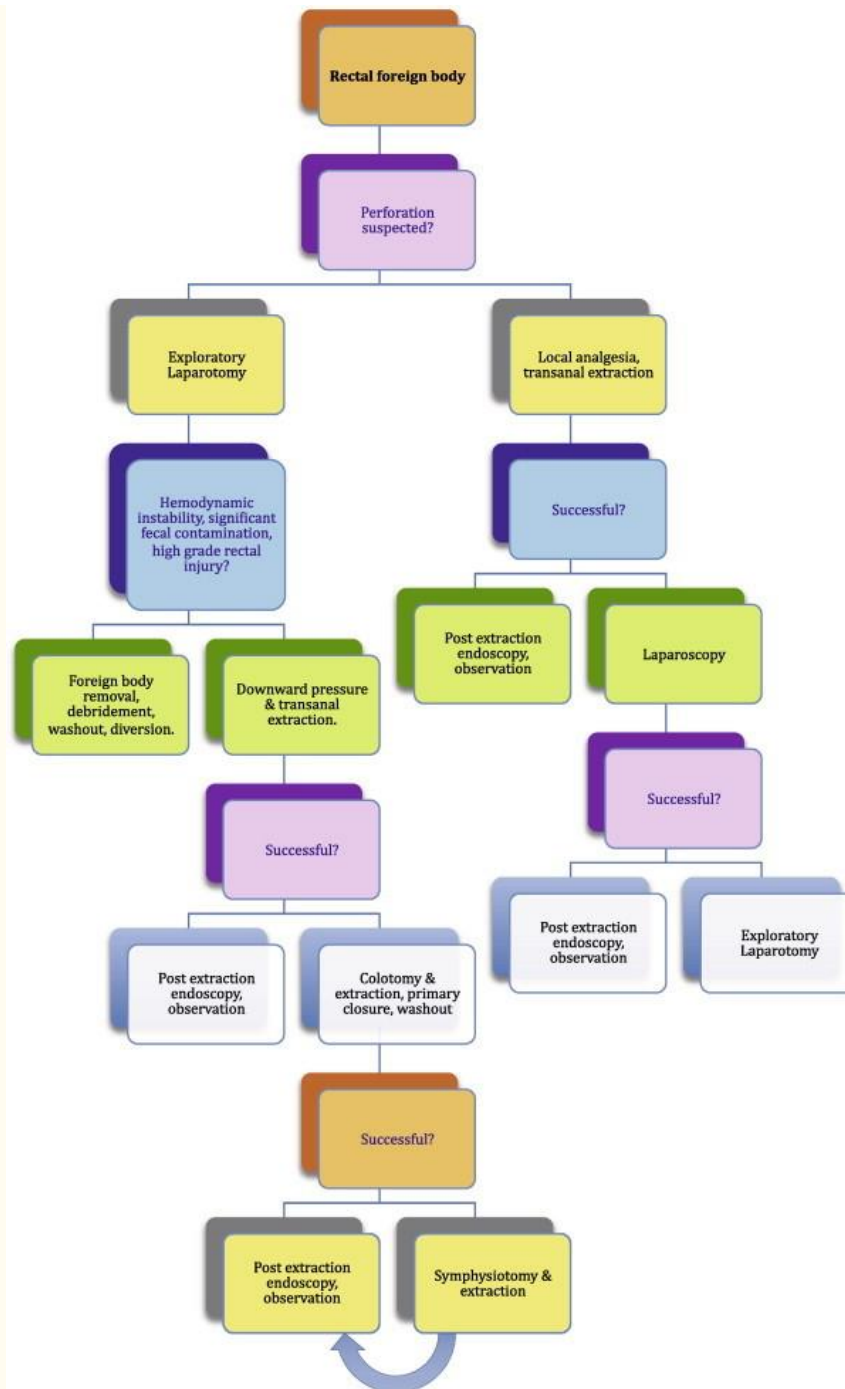 Rectal foreign body
Perforation
suspected?
Exploratory
Laparotomy
Local analgesia,
transanal extraction
Hemodynamic
instability, significant
fecal contamination,
high grade rectal
injury?
Successful?
Post extraction
endoscopy,
observation
Laparoscopy
Foreign body
removal,
debridement,
washout, diversion.
Downward pressure
& transanal
extraction.
Successful?
Successful?
Post extraction
endoscopy,
observation
Colotomy &
extraction, primary
closure, washout
Post extraction
endoscopy,
observation
Exploratory
Laparotomy
Successful?
Post extraction
endoscopy,
observation
Symphysiotomy &
extraction